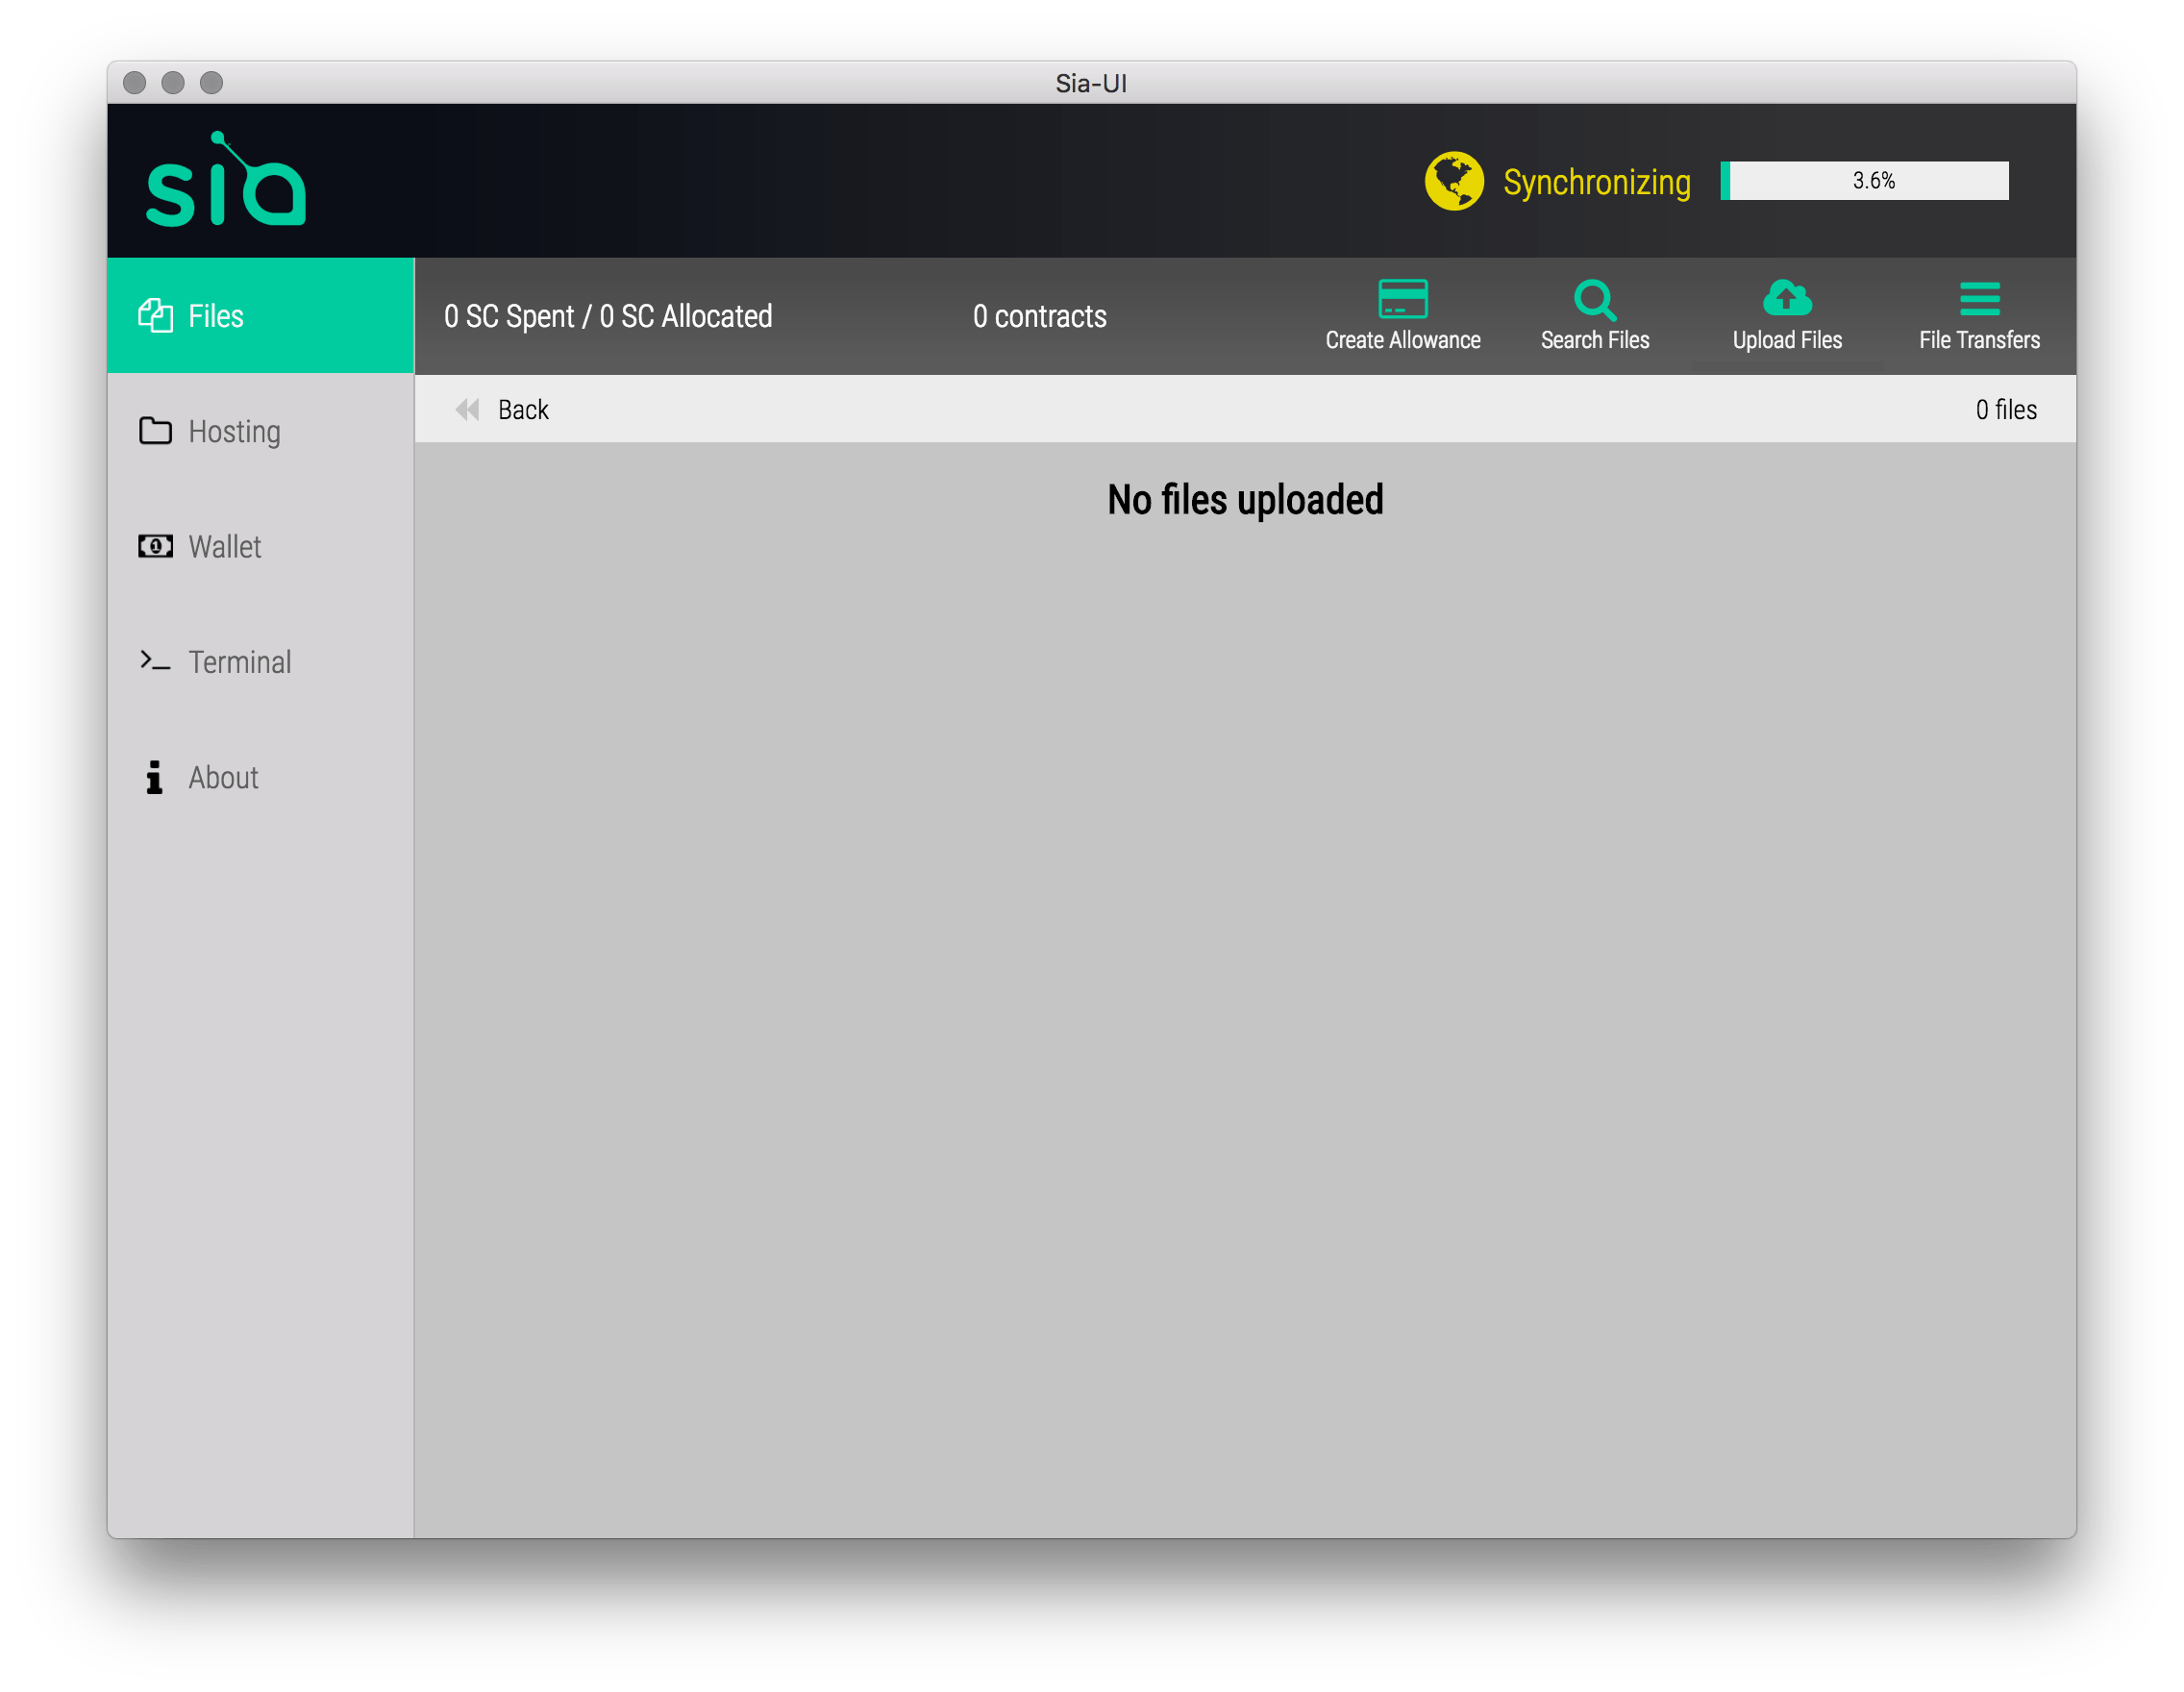 Sia-UI
sia
Synchronizing
3.6%
Files
0 SC Spent / 0 SC Allocated
0 contracts
Create Allowance
Search Files
Upload Files
File Transfers
Back
0 files
Hosting
No files uploaded
Wallet
Terminal
About